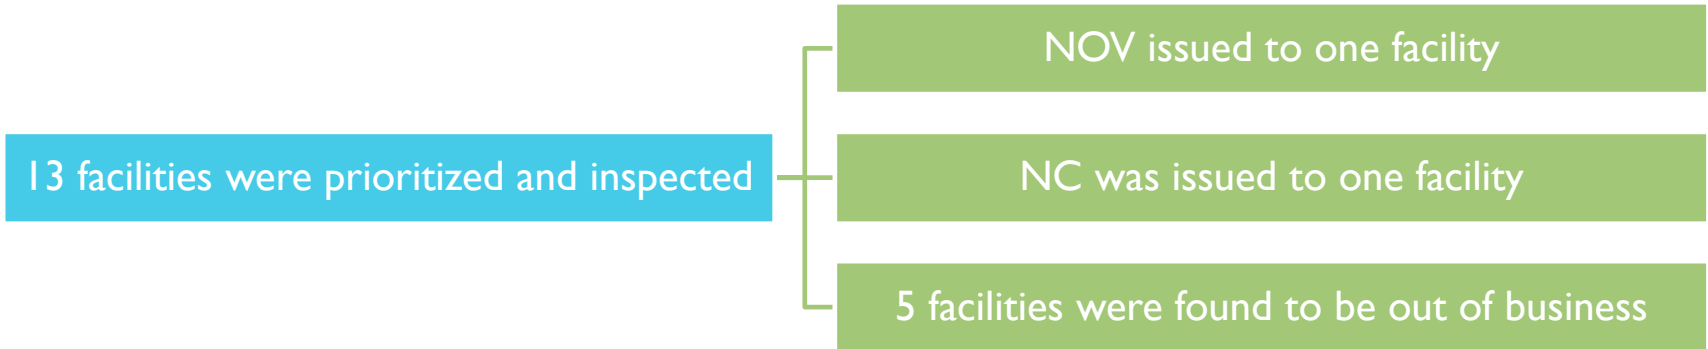 13 facilities were prioritized and inspected
NOV issued to one facility
NC was issued to one facility
5 facilities were found to be out of business